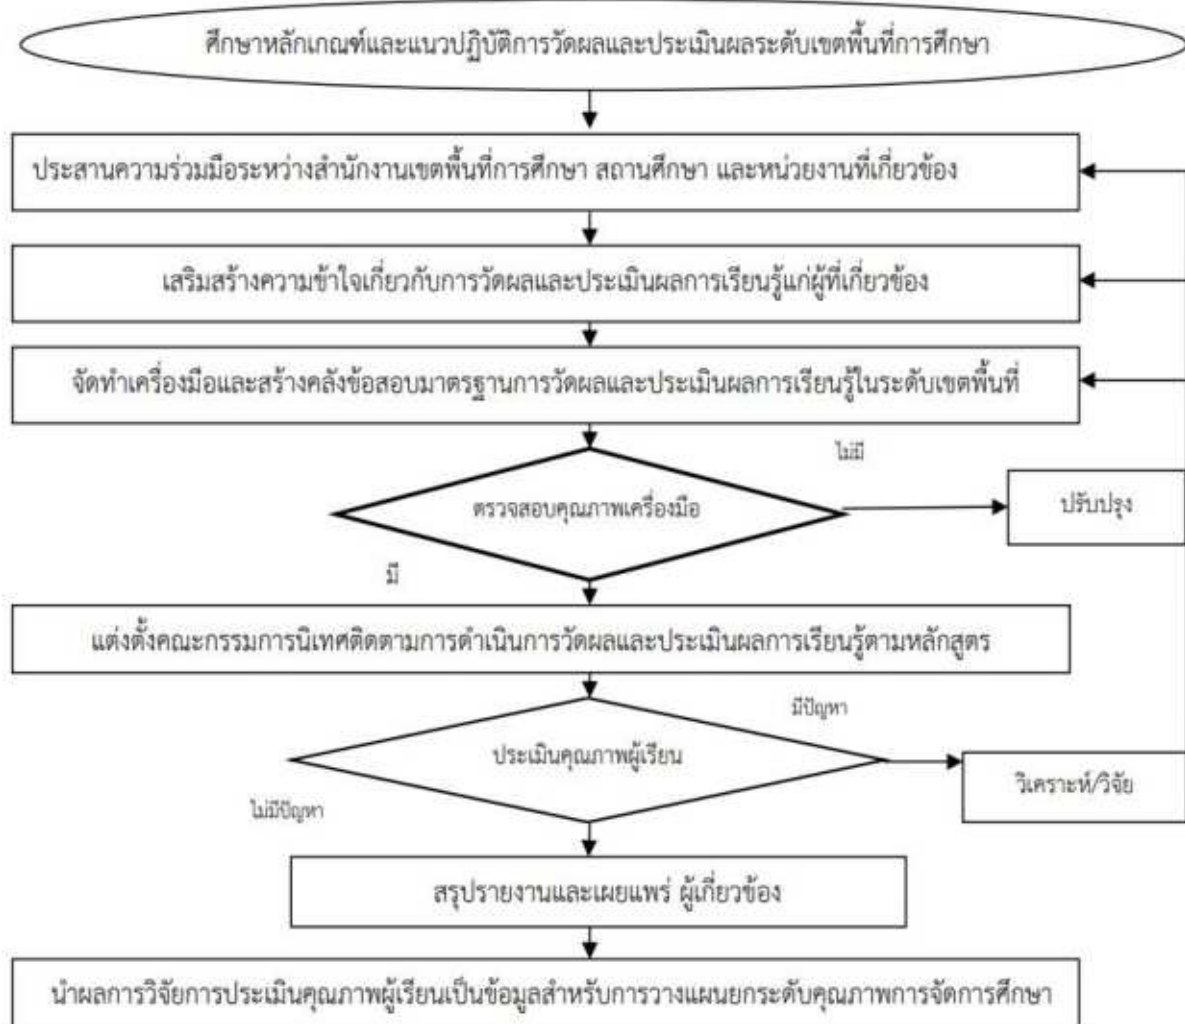 ศึกษาหลักเกณฑ์และแนวปฏิบัติการวัดผลและประเมินผลระดับเขตพื้นที่การศึกษา
ประสานความร่วมมือระหว่างสำนักงานเขตพื้นที่การศึกษา สถานศึกษา และหน่วยงานที่เกี่ยวข้อง
เสริมสร้างความข้าใจเกี่ยวกับการวัดผลและประเมินผลการเรียนรู้แก่ผู้ที่เกี่ยวข้อง
จัดทำเครื่องมือและสร้างคลังข้อสอบมาตรฐานการวัดผลและประเมินผลการเรียนรู้ในระดับเขตพื้นที่
ไม่มี
ตรวจสอบคุณภาพเครื่องมือ
ปรับปรุง
มี
แต่งตั้งคณะกรรมการนิเทศติดตามการดำเนินการวัดผลและประเมินผลการเรียนรู้ตามหลักสูตร
มีปัญหา
ประเมินคุณภาพผู้เรียน
วิเคราะห์/วิจัย
ไม่มีปัญหา
สรุปรายงานและเผยแพร่ ผู้เกี่ยวข้อง
นำผลการวิจัยการประเมินคุณภาพผู้เรียนเป็นข้อมูลสำหรับการวางแผนยกระดับคุณภาพการจัดการศึกษา